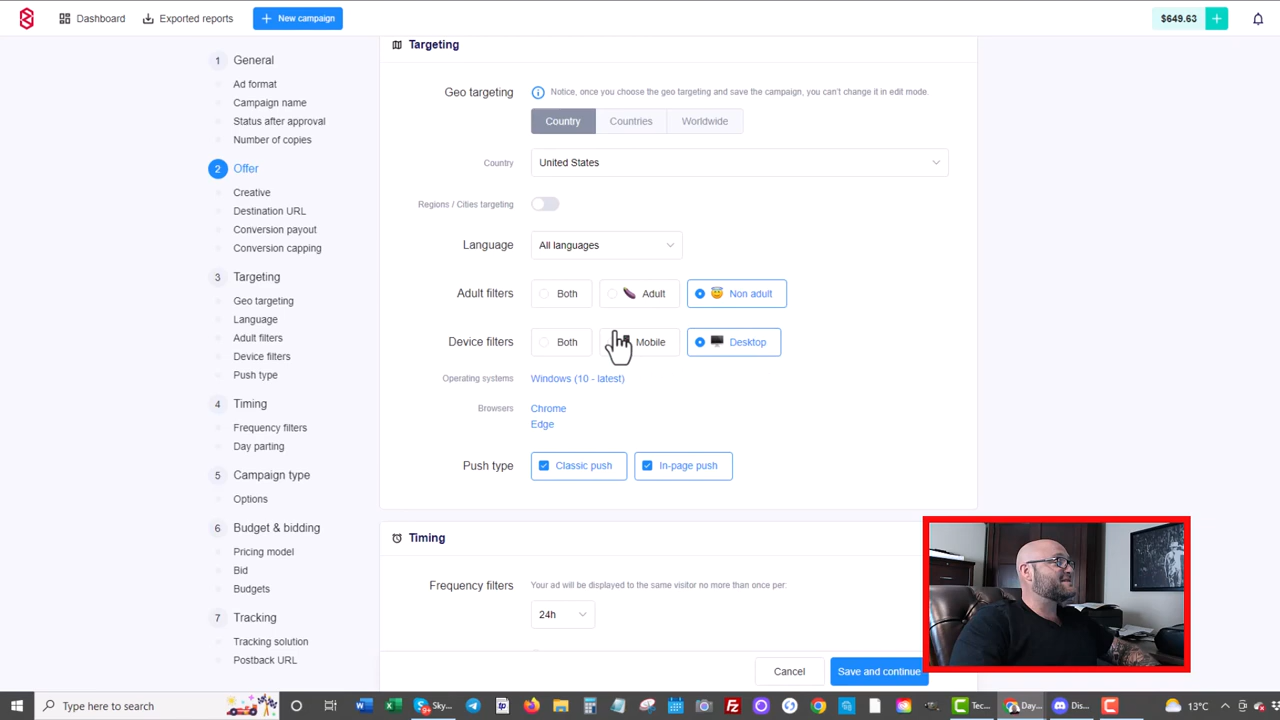 Dashboard
Exported reports
+ New campaign
$649.63 +
1 General
Ad format
Campaign name
Status after approval
Number of copies
2 Offer
Creative
Destination URL
Conversion payout
Conversion capping
3 Targeting
Geo targeting
Language
Adult filters
Device filters
Push type
4 Timing
Frequency filters
Day parting
5 Campaign type
Options
6 Budget & bidding
Pricing model
Bid
Budgets
7 Tracking
Tracking solution
Postback URL
Targeting
Geo targeting
Notice, once you choose the geo targeting and save the campaign, you can't change it in edit mode.
Country Countries Worldwide
Country United States
Regions / Cities targeting
Language All languages
Adult filters Both Adult Non adult
Device filters Both Mobile Desktop
Operating systems Windows (10 - latest)
Browsers Chrome
Edge
Push type Classic push In-page push
Timing
Frequency filters Your ad will be displayed to the same visitor no more than once per:
24h
Cancel Save and continue
Type here to search
Sky...
Te...
Day...
Dis...
13°C